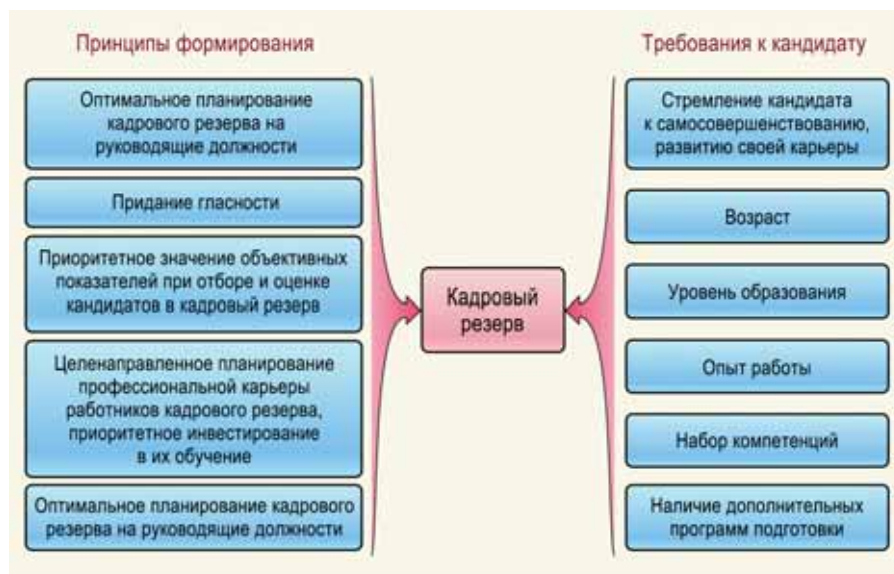 Принципы формирования
Оптимальное планирование
кадрового резерва на
руководящие должности
Придание гласности
Приоритетное значение объективных
показателей при отборе и оценке
кандидатов в кадровый резерв
Целенаправленное планирование
профессиональной карьеры
работников кадрового резерва,
приоритетное инвестирование
в их обучение
Оптимальное планирование кадрового
резерва на руководящие должности
Кадровый
резерв
Требования к кандидату
Стремление кандидата
к самосовершенствованию,
развитию своей карьеры
Возраст
Уровень образования
Опыт работы
Набор компетенций
Наличие дополнительных
программ подготовки